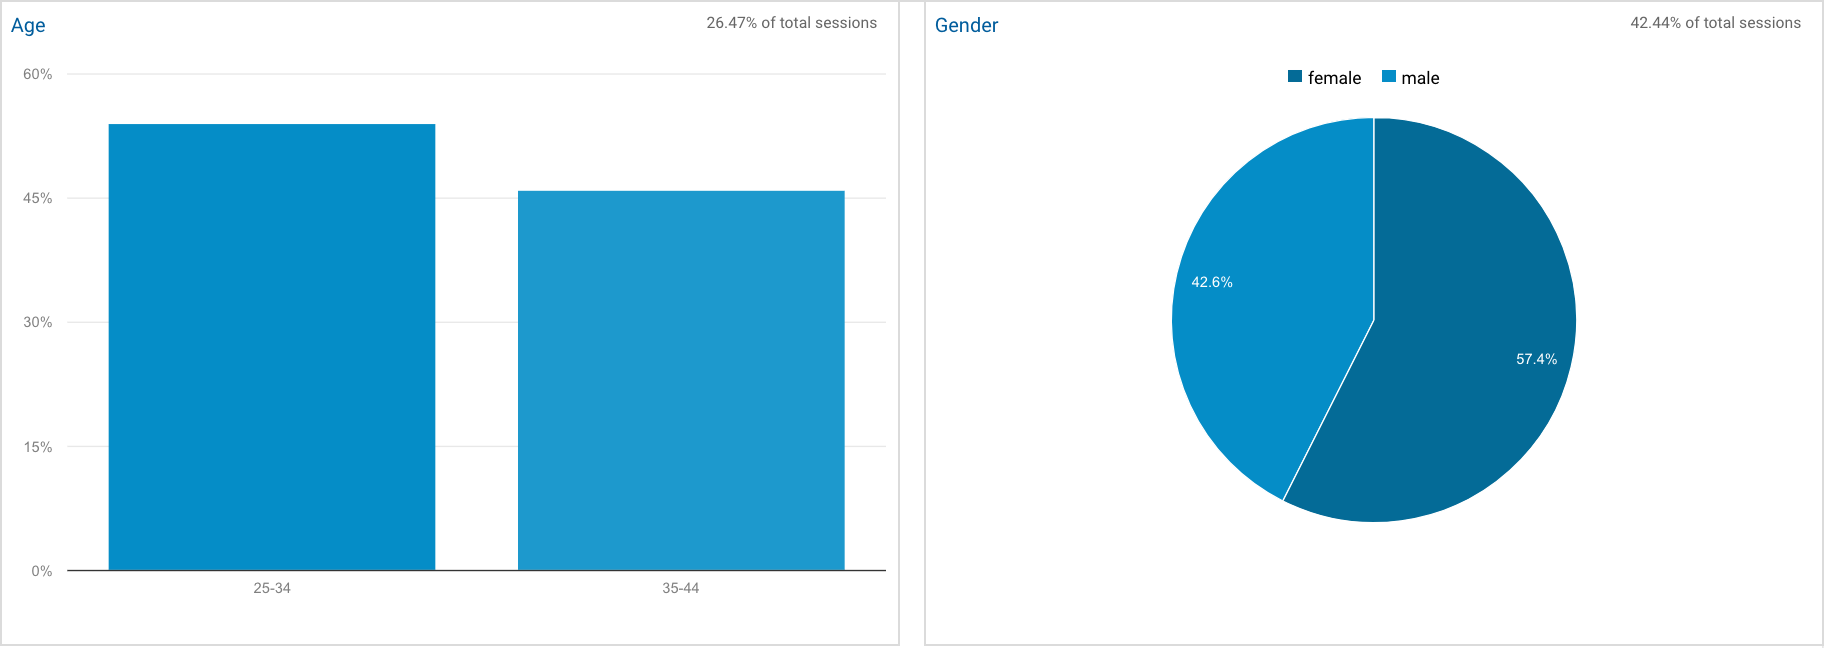 Age
26.47% of total sessions
60%
45%
30%
15%
0%
25-34
35-44
Gender
42.44% of total sessions
female
male
42.6%
57.4%